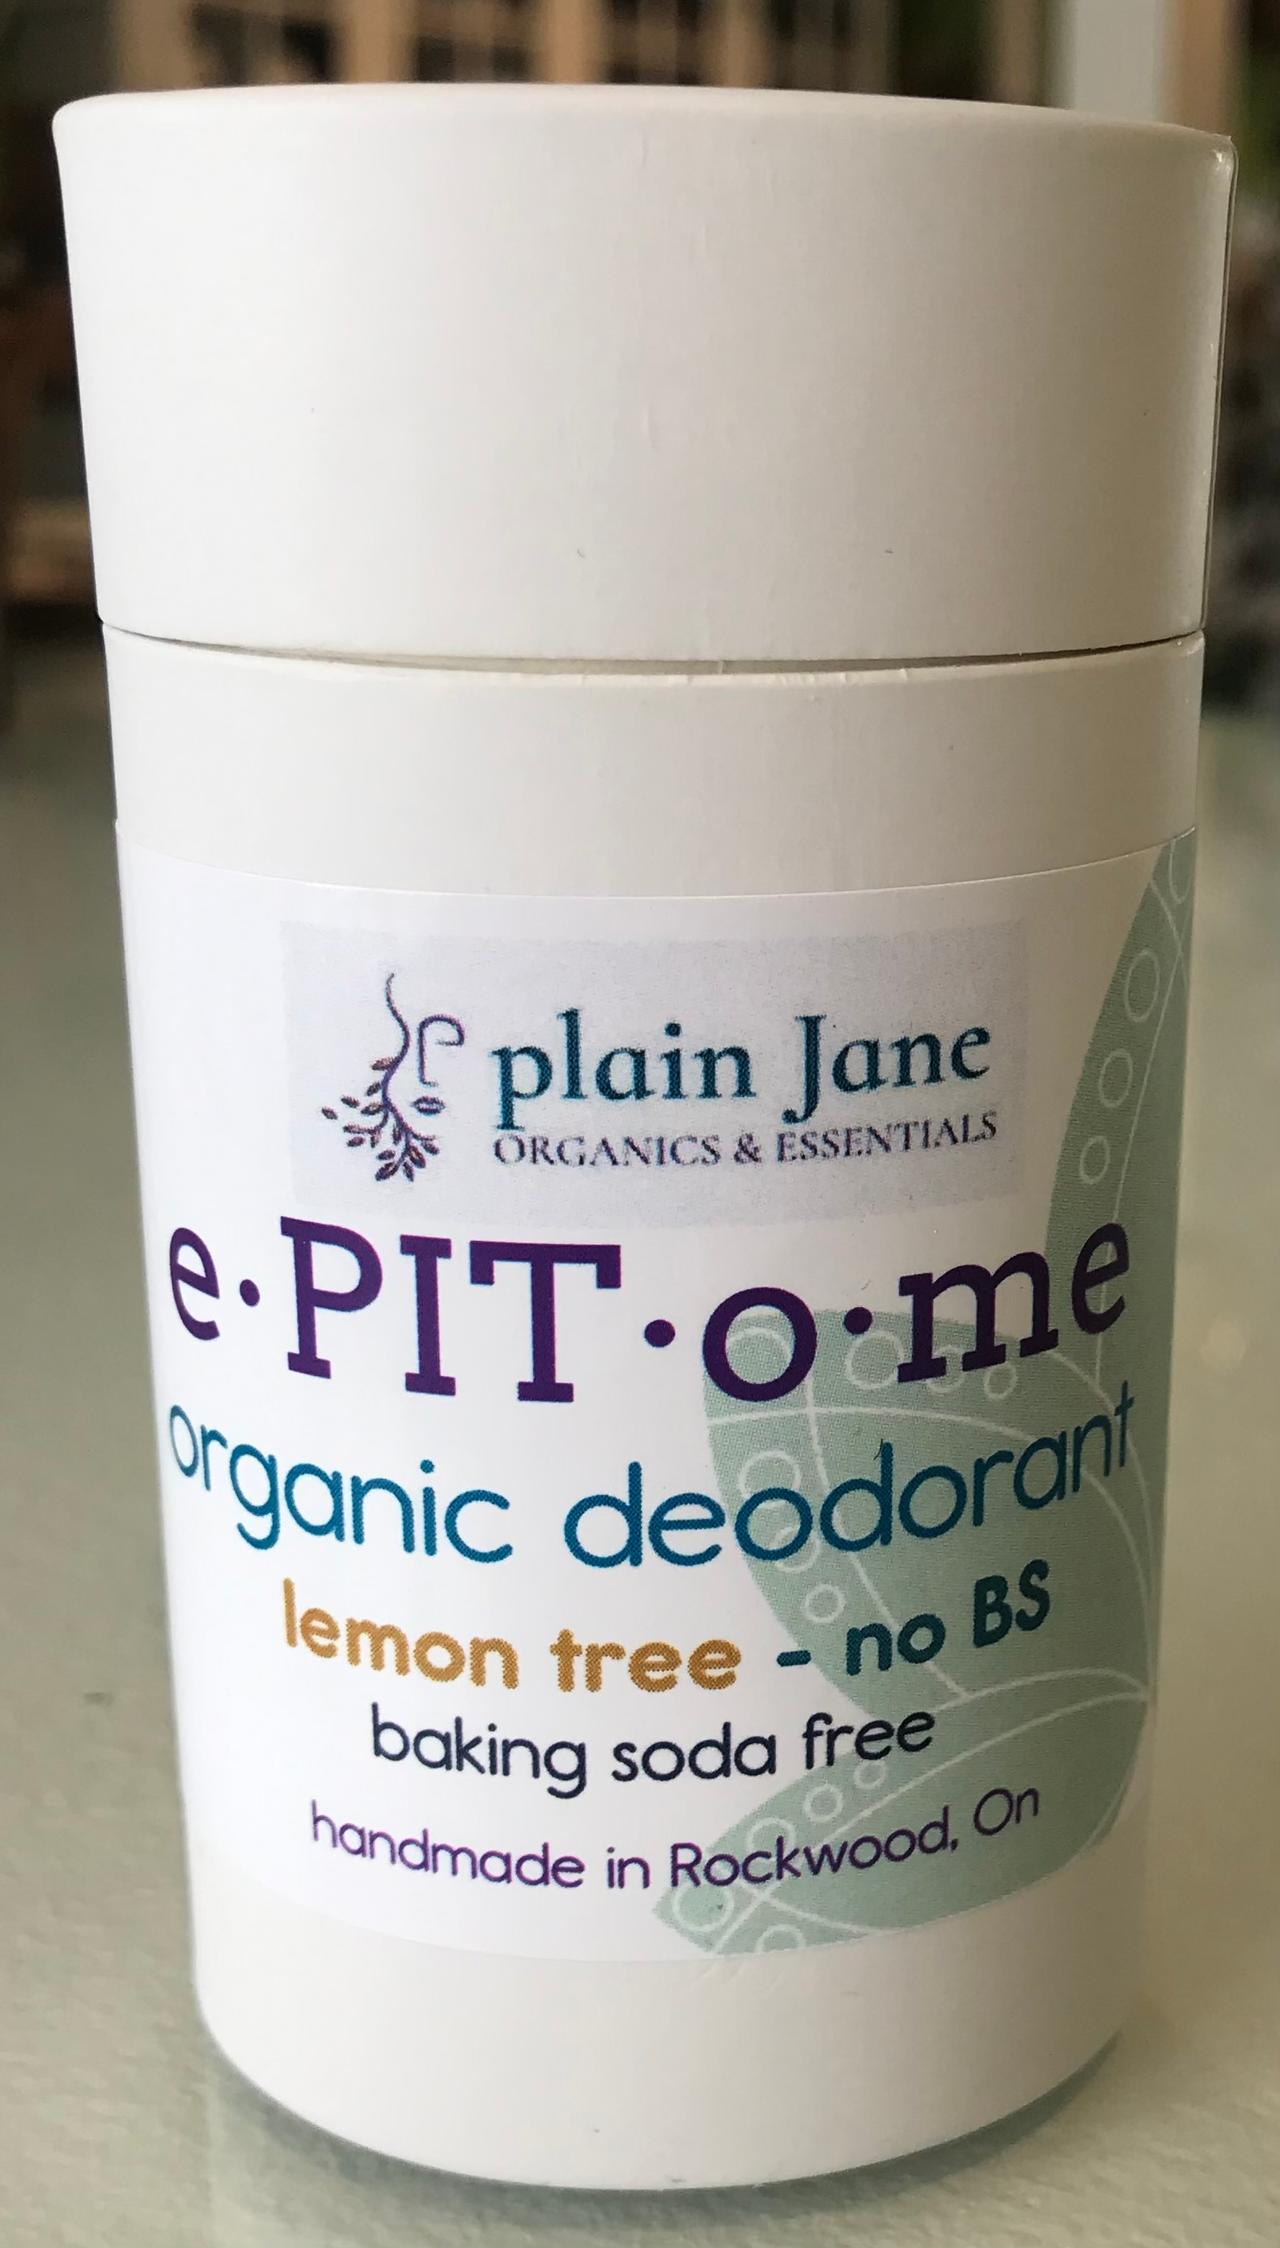 plain Jane
ORGANICS & ESSENTIALS
e·PIT·o·me
organic deodorant
lemon tree - no BS
baking soda free
handmade in Rockwood, On